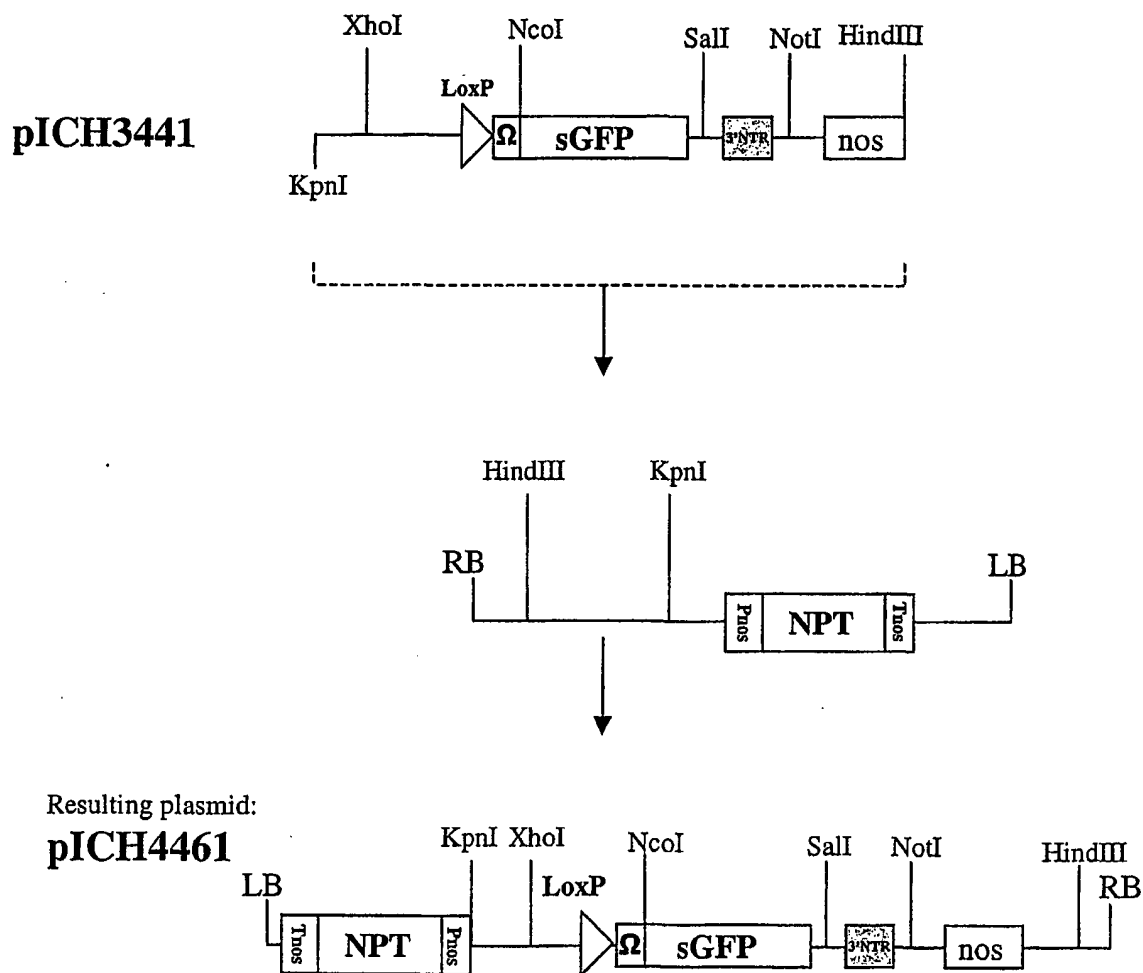 XhoI NcoI SalI NotI HindIII
LoxP
pICH3441
Ω sGFP 3'NTR nos
KpnI
HindIII KpnI
RB LB
Pnos NPT Tnos
Resulting plasmid:
pICH4461
KpnI XhoI NcoI SalI NotI HindIII
LB LoxP RB
Tnos NPT Pnos Ω sGFP 3'NTR nos